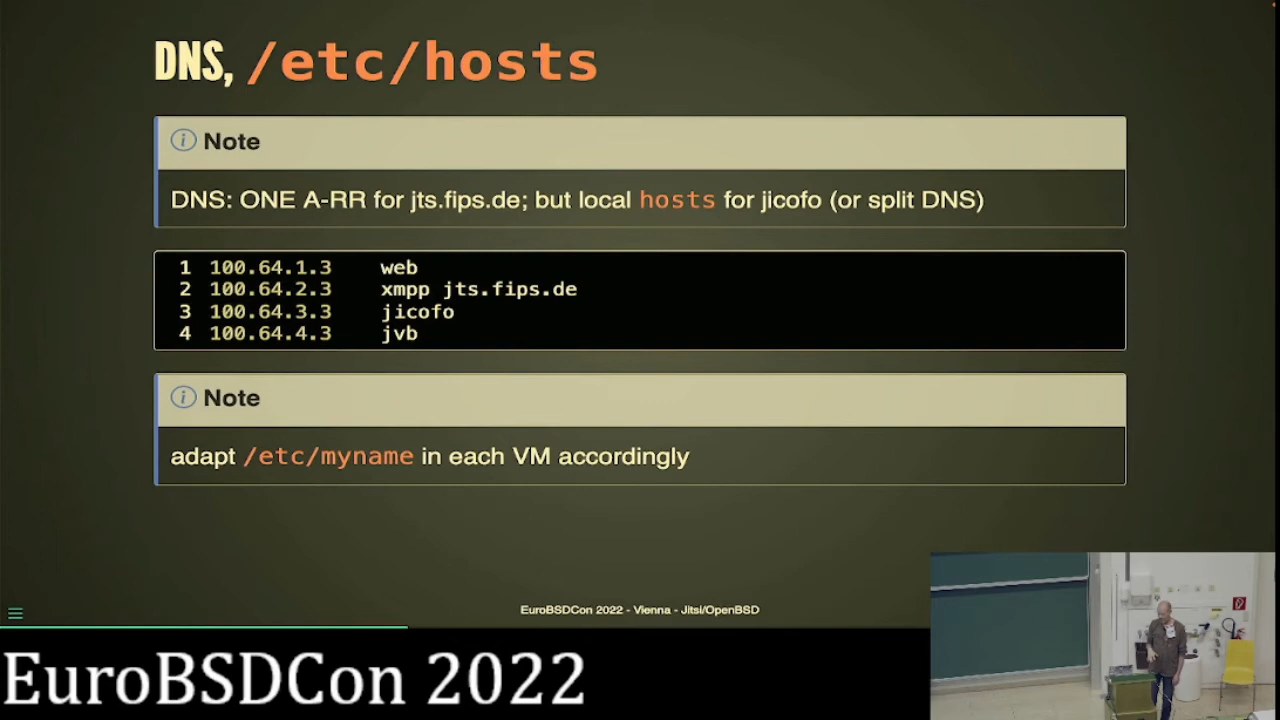 DNS, /etc/hosts
Note
DNS: ONE A-RR for jts.fips.de; but local hosts for jicofo (or split DNS)
1 100.64.1.3 web
2 100.64.2.3 xmpp jts.fips.de
3 100.64.3.3 jicofo
4 100.64.4.3 jvb
Note
adapt /etc/myname in each VM accordingly
EuroBSDCon 2022 - Vienna - Jitsi/OpenBSD
EuroBSDCon 2022